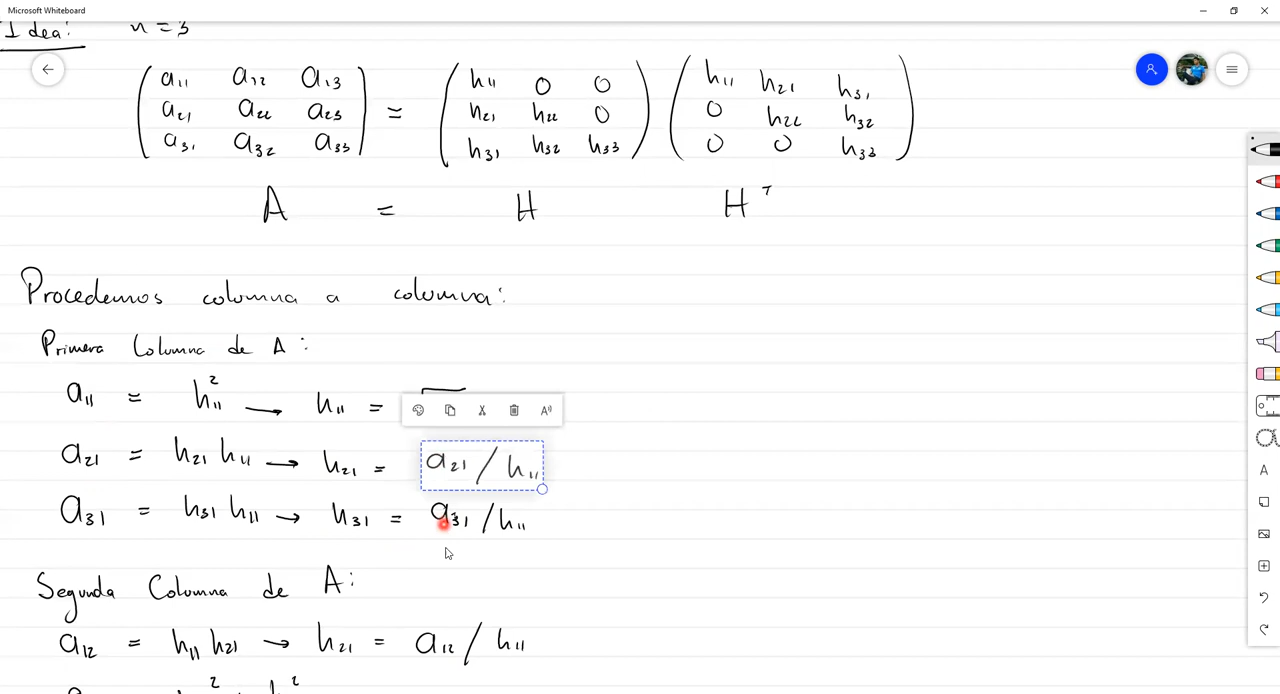 Microsoft Whiteboard
Idea: n = 3
( a11 a22 a13 ; a21 a22 a23 ; a31 a32 a33 ) = ( h11 0 0 ; h21 h22 0 ; h31 h32 h33 ) ( h11 h21 h31 ; 0 h22 h32 ; 0 0 h33 )
A = H H^T
Procedemos columna a columna:
Primera Columna de A:
a11 = h11^2 → h11 =
a21 = h21 h11 → h21 = a21 / h11
a31 = h31 h11 → h31 = a31 / h11
Segunda Columna de A:
a12 = h11 h21 → h21 = a12 / h11